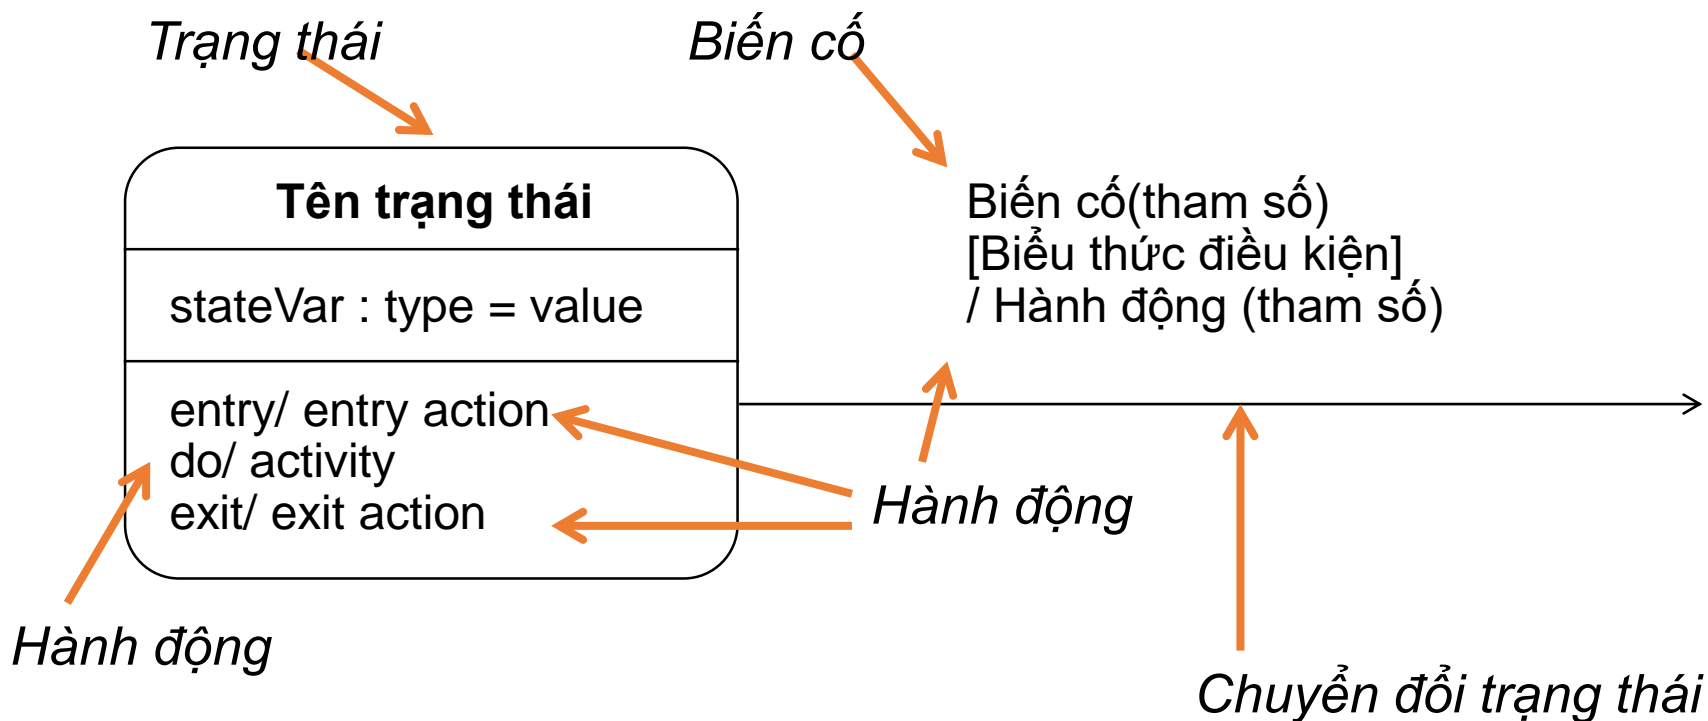 Trạng thái
Biến cố
Tên trạng thái
stateVar : type = value
entry/ entry action
do/ activity
exit/ exit action
Biến cố(tham số)
[Biểu thức điều kiện]
/ Hành động (tham số)
Hành động
Hành động
Chuyển đổi trạng thái